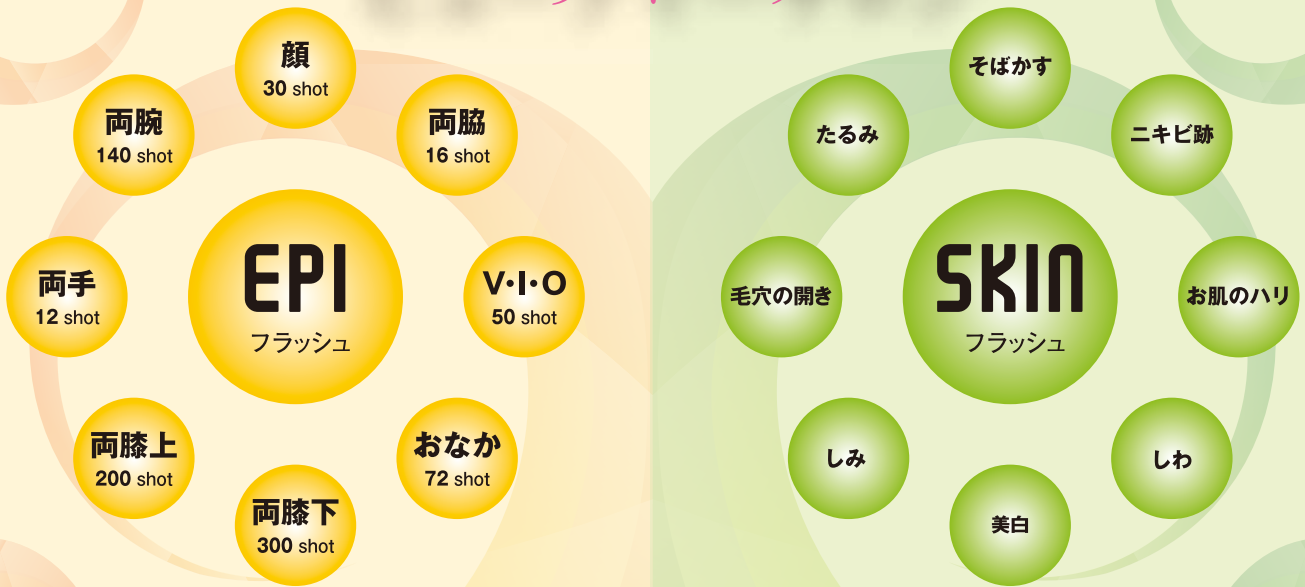 顔
30 shot
両脇
16 shot
V・I・O
50 shot
おなか
72 shot
両膝下
300 shot
両膝上
200 shot
両手
12 shot
両腕
140 shot
EPI
フラッシュ
そばかす
ニキビ跡
お肌のハリ
しわ
美白
しみ
毛穴の開き
たるみ
SKIN
フラッシュ